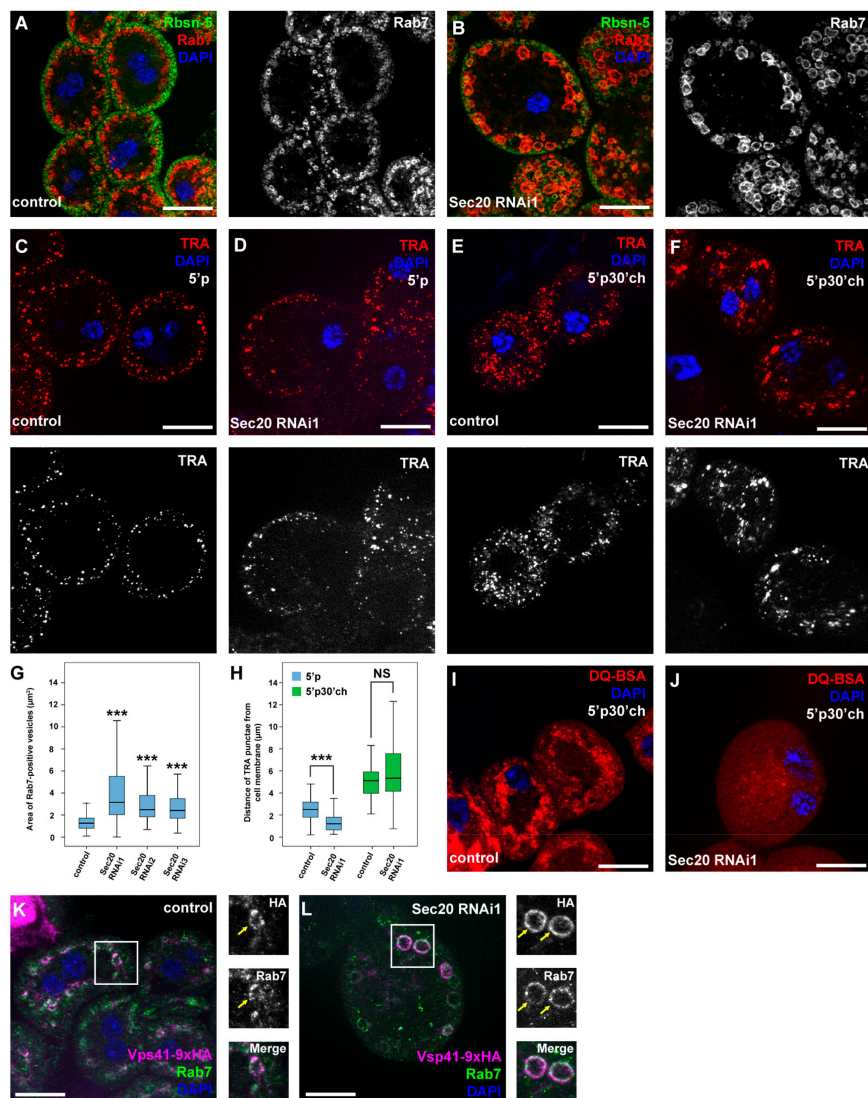 A
Rbsn-5
Rab7
DAPI
control
Rab7
B
Rbsn-5
Rab7
DAPI
Sec20 RNAi1
Rab7
C
TRA
DAPI
5'p
control
D
TRA
DAPI
5'p
Sec20 RNAi1
E
TRA
DAPI
5'p30'ch
control
F
TRA
DAPI
5'p30'ch
Sec20 RNAi1
TRA
TRA
TRA
TRA
G
Area of Rab7-positive vesicles (µm²)
14
12
10
8
6
4
2
0
***
***
***
control
Sec20 RNAi1
Sec20 RNAi2
Sec20 RNAi3
H
Distance of TRA punctae from
cell membrane (µm)
14
12
10
8
6
4
2
0
5'p
5'p30'ch
***
NS
control
Sec20 RNAi1
control
Sec20 RNAi1
I
DQ-BSA
DAPI
5'p30'ch
control
J
DQ-BSA
DAPI
5'p30'ch
Sec20 RNAi1
K
control
Vps41-9xHA
Rab7
DAPI
HA
Rab7
Merge
L
Sec20 RNAi1
Vsp41-9xHA
Rab7
DAPI
HA
Rab7
Merge